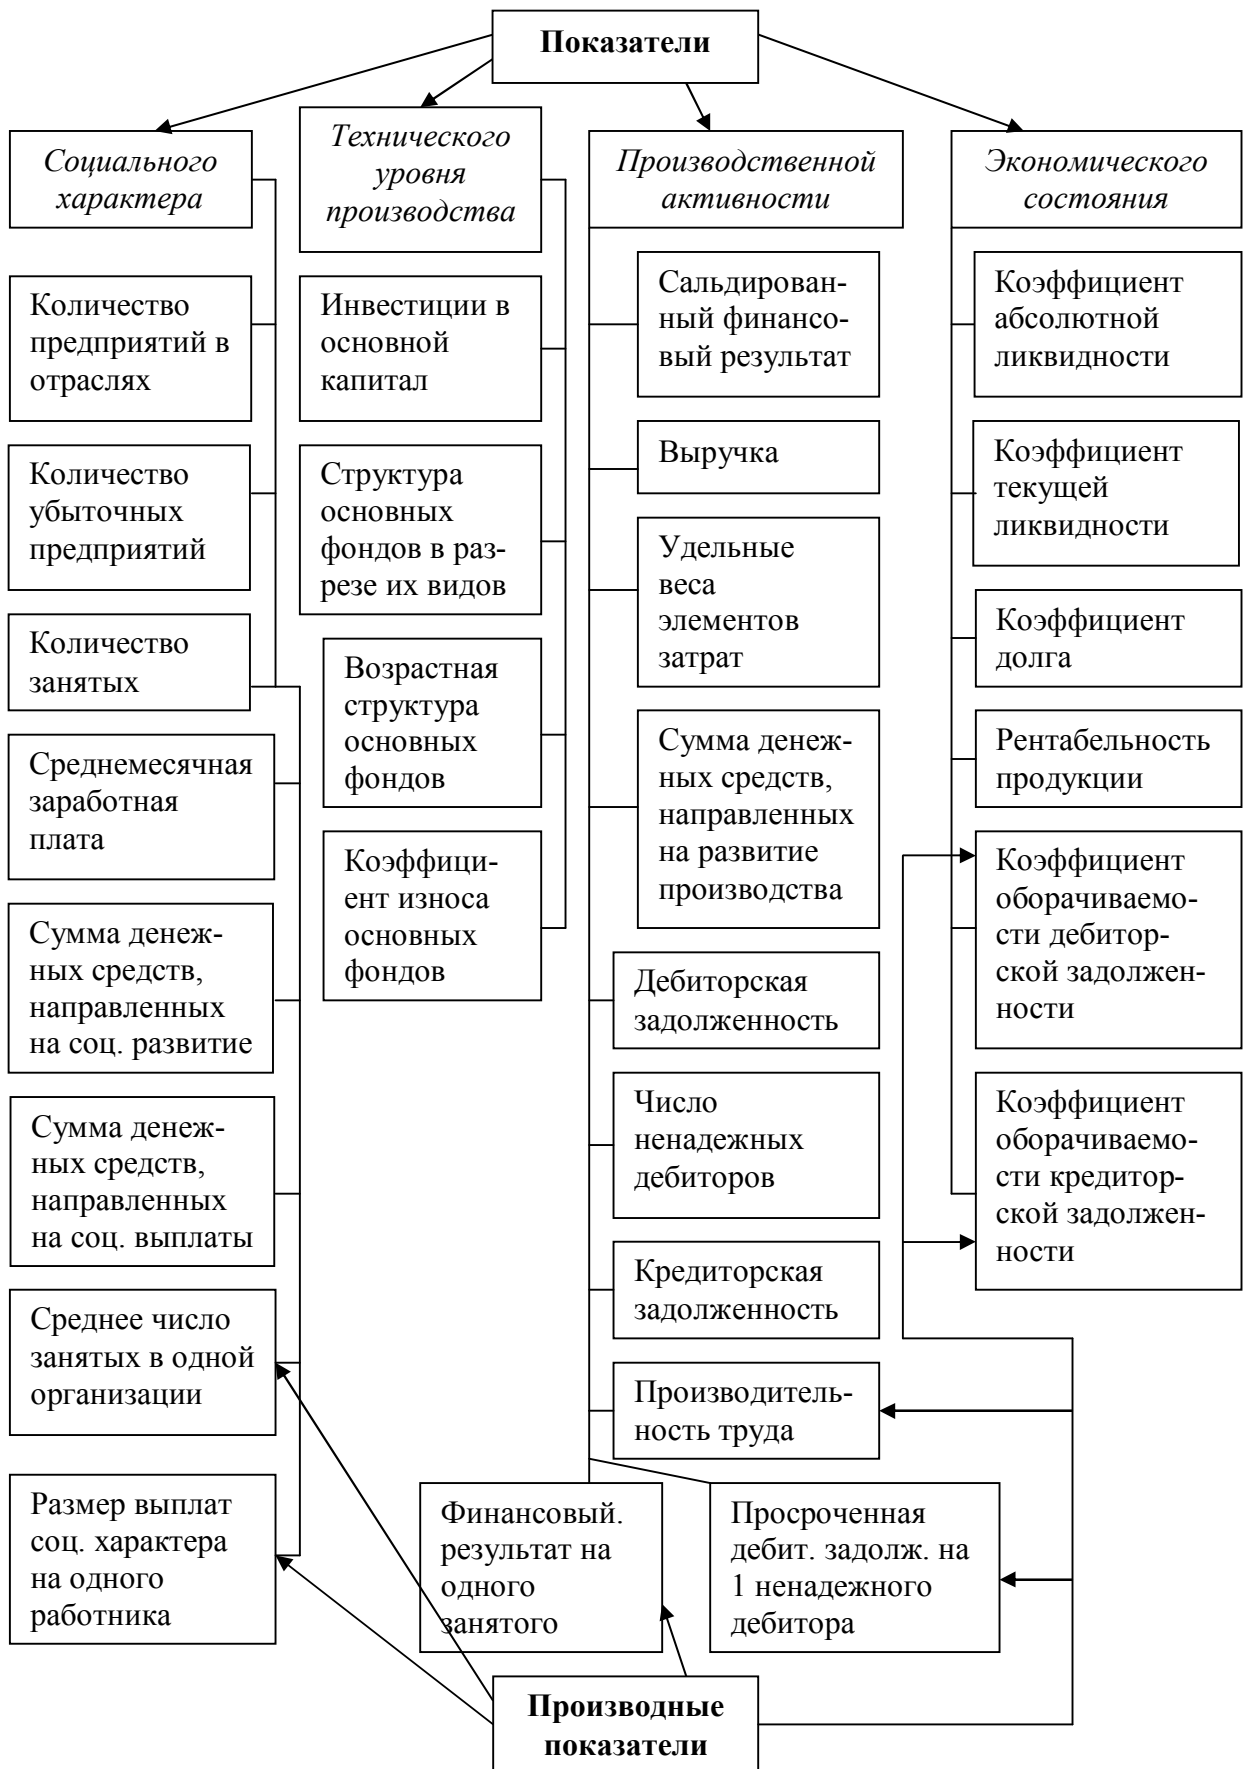 Показатели
Социального
характера
Технического
уровня
производства
Производственной
активности
Экономического
состояния
Количество
предприятий в
отраслях
Количество
убыточных
предприятий
Количество
занятых
Среднемесячная
заработная
плата
Сумма денеж-
ных средств,
направленных
на соц. развитие
Сумма денеж-
ных средств,
направленных
на соц. выплаты
Среднее число
занятых в одной
организации
Размер выплат
соц. характера
на одного
работника
Инвестиции в
основной
капитал
Структура
основных
фондов в раз-
резе их видов
Возрастная
структура
основных
фондов
Коэффици-
ент износа
основных
фондов
Сальдирован-
ный финансо-
вый результат
Выручка
Удельные
веса
элементов
затрат
Сумма денеж-
ных средств,
направленных
на развитие
производства
Дебиторская
задолженность
Число
ненадежных
дебиторов
Кредиторская
задолженность
Производитель-
ность труда
Финансовый.
результат на
одного
занятого
Просроченная
дебит. задолж. на
1 ненадежного
дебитора
Коэффициент
абсолютной
ликвидности
Коэффициент
текущей
ликвидности
Коэффициент
долга
Рентабельность
продукции
Коэффициент
оборачиваемо-
сти дебитор-
ской задолжен-
ности
Коэффициент
оборачиваемо-
сти кредитор-
ской задолжен-
ности
Производные
показатели